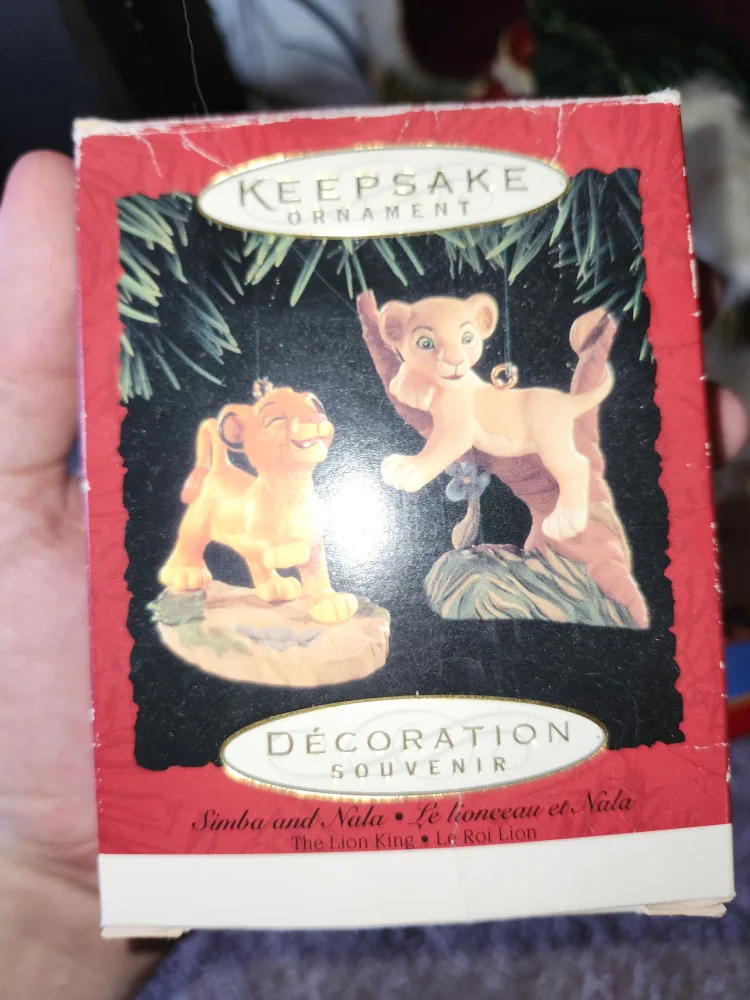 KEEPSAKE
ORNAMENT
DÉCORATION
SOUVENIR
Simba and Nala • Le lionceau et Nala
The Lion King • Le Roi Lion